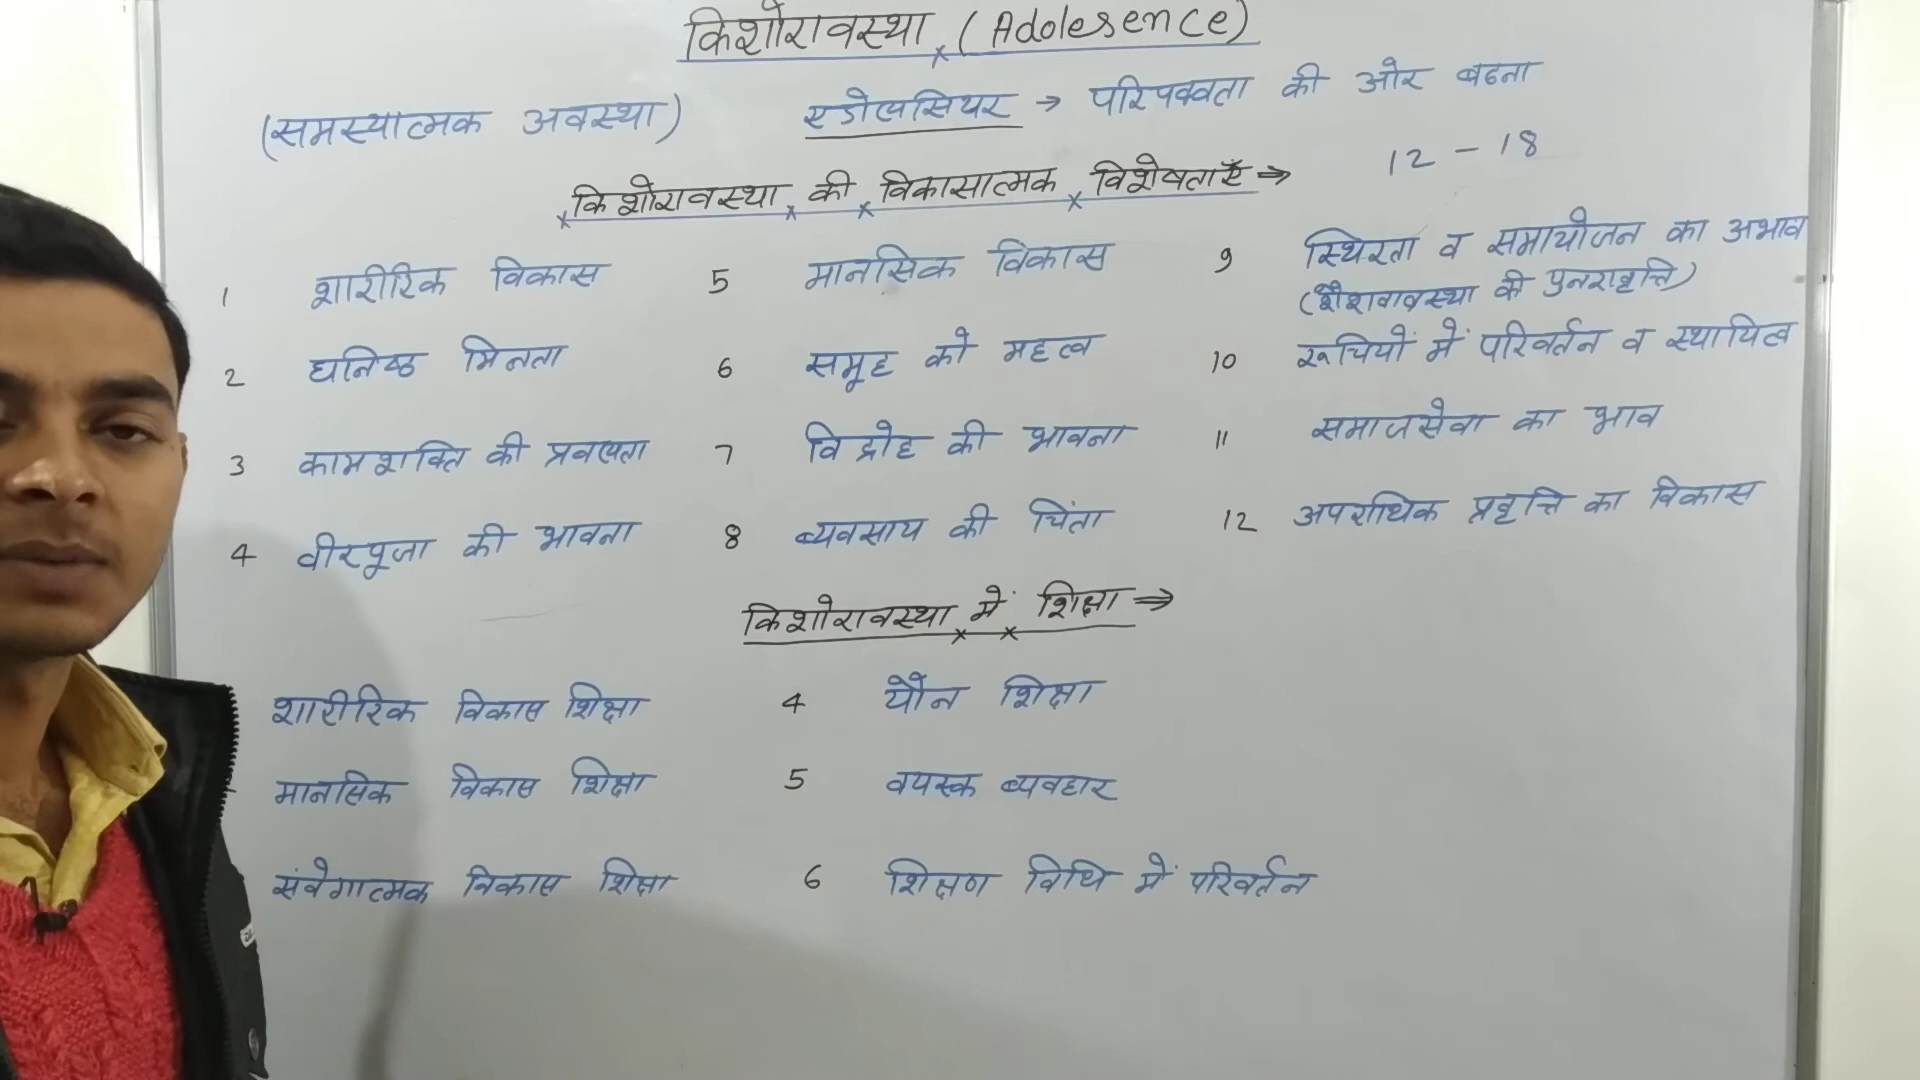 किशोरावस्था (Adolesence)
(समस्यात्मक अवस्था) एडोलसियर → परिपक्वता की ओर बढना
12 - 18
किशोरावस्था की विकासात्मक विशेषताएँ ⇒
1 शारीरिक विकास
2 घनिष्ठ मित्रता
3 कामशक्ति की प्रबलता
4 वीरपूजा की भावना
5 मानसिक विकास
6 समूह को महत्व
7 विद्रोह की भावना
8 व्यवसाय की चिंता
9 स्थिरता व समायोजन का अभाव
(शैशवावस्था की पुनरावृत्ति)
10 रूचियों में परिवर्तन व स्थायित्व
11 समाजसेवा का भाव
12 अपराधिक प्रवृत्ति का विकास
किशोरावस्था में शिक्षा ⇒
शारीरिक विकास शिक्षा
मानसिक विकास शिक्षा
संवेगात्मक विकास शिक्षा
4 यौन शिक्षा
5 वयस्क व्यवहार
6 शिक्षण विधि में परिवर्तन